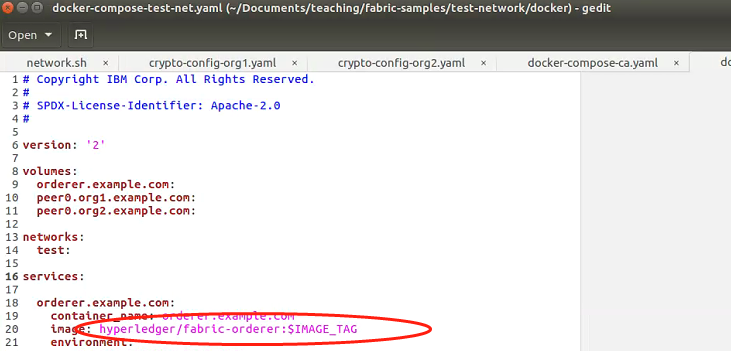 docker-compose-test-net.yaml (~/Documents/teaching/fabric-samples/test-network/docker) - gedit
Open
network.sh × crypto-config-org1.yaml × crypto-config-org2.yaml × docker-compose-ca.yaml × do
1 # Copyright IBM Corp. All Rights Reserved.
2 #
3 # SPDX-License-Identifier: Apache-2.0
4 #
5
6 version: '2'
7
8 volumes:
9 orderer.example.com:
10 peer0.org1.example.com:
11 peer0.org2.example.com:
12
13 networks:
14 test:
15
16 services:
17
18 orderer.example.com:
19 container_name: orderer.example.com
20 image: hyperledger/fabric-orderer:$IMAGE_TAG
21 environment: